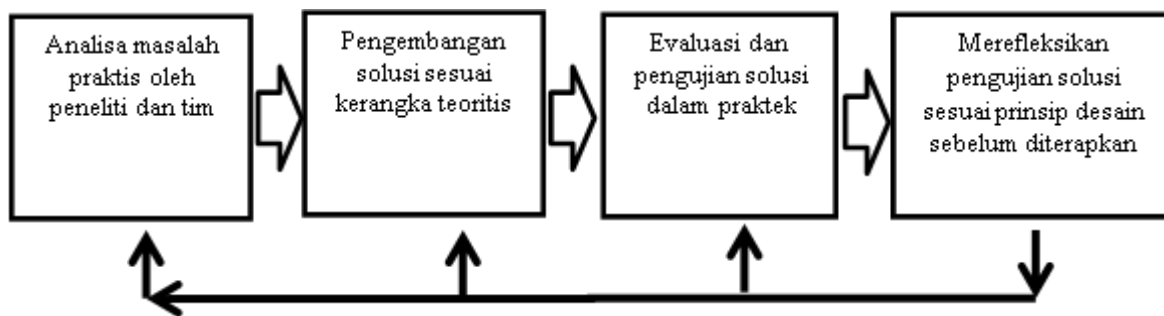 Analisa masalah
praktis oleh
peneliti dan tim
Pengembangan
solusi sesuai
kerangka teoritis
Evaluasi dan
pengujian solusi
dalam praktek
Merefleksikan
pengujian solusi
sesuai prinsip desain
sebelum diterapkan